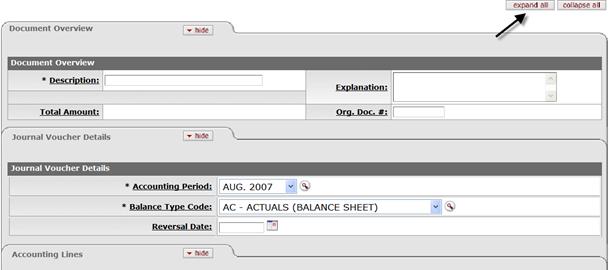 expand all collapse all
Document Overview hide
Document Overview
* Description: Explanation:
Total Amount: Org. Doc. #:
Journal Voucher Details hide
Journal Voucher Details
* Accounting Period: AUG. 2007
* Balance Type Code: AC - ACTUALS (BALANCE SHEET)
Reversal Date:
Accounting Lines hide